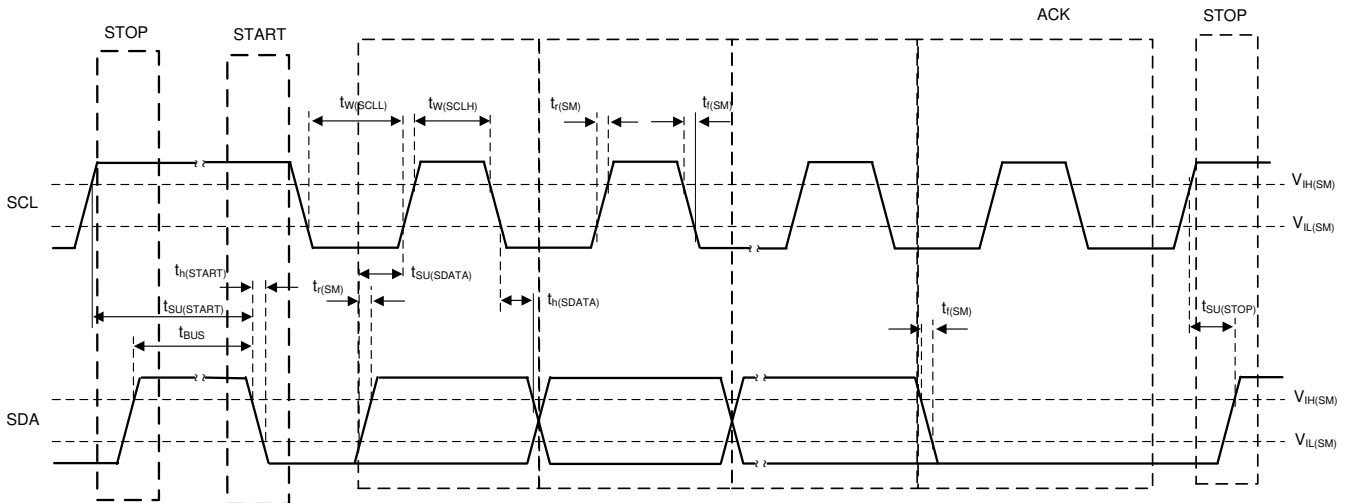 ACK
STOP
START
STOP
tW(SCLL)
tW(SCLH)
tr(SM)
tf(SM)
SCL
VIH(SM)
VIL(SM)
th(START)
tr(SM)
tSU(SDATA)
th(SDATA)
tSU(START)
tf(SM)
tSU(STOP)
tBUS
SDA
VIH(SM)
VIL(SM)